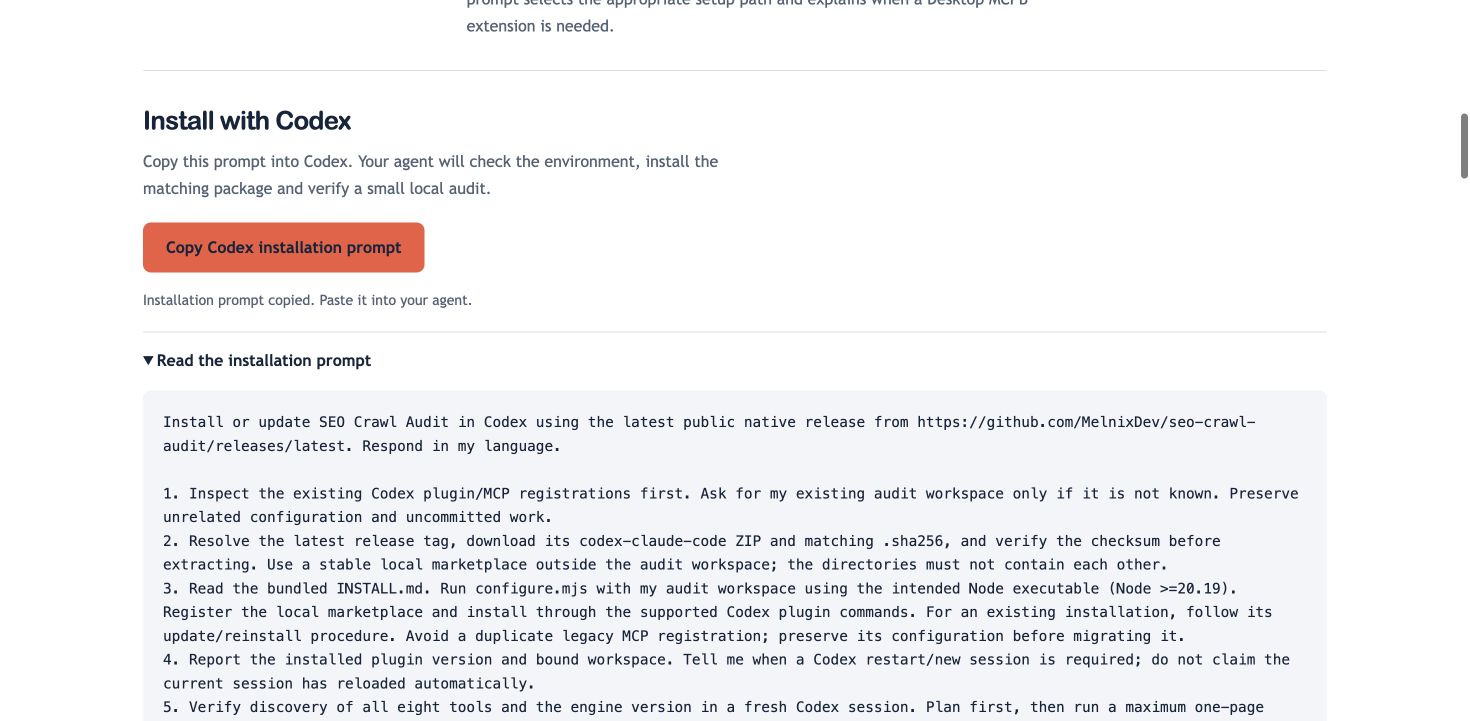 prompt selects the appropriate setup path and explains when a Desktop MCPB
extension is needed.
Install with Codex
Copy this prompt into Codex. Your agent will check the environment, install the
matching package and verify a small local audit.
Copy Codex installation prompt
Installation prompt copied. Paste it into your agent.
▼ Read the installation prompt
Install or update SEO Crawl Audit in Codex using the latest public native release from https://github.com/MelnixDev/seo-crawl-
audit/releases/latest. Respond in my language.
1. Inspect the existing Codex plugin/MCP registrations first. Ask for my existing audit workspace only if it is not known. Preserve
unrelated configuration and uncommitted work.
2. Resolve the latest release tag, download its codex-claude-code ZIP and matching .sha256, and verify the checksum before
extracting. Use a stable local marketplace outside the audit workspace; the directories must not contain each other.
3. Read the bundled INSTALL.md. Run configure.mjs with my audit workspace using the intended Node executable (Node >=20.19).
Register the local marketplace and install through the supported Codex plugin commands. For an existing installation, follow its
update/reinstall procedure. Avoid a duplicate legacy MCP registration; preserve its configuration before migrating it.
4. Report the installed plugin version and bound workspace. Tell me when a Codex restart/new session is required; do not claim the
current session has reloaded automatically.
5. Verify discovery of all eight tools and the engine version in a fresh Codex session. Plan first, then run a maximum one-page